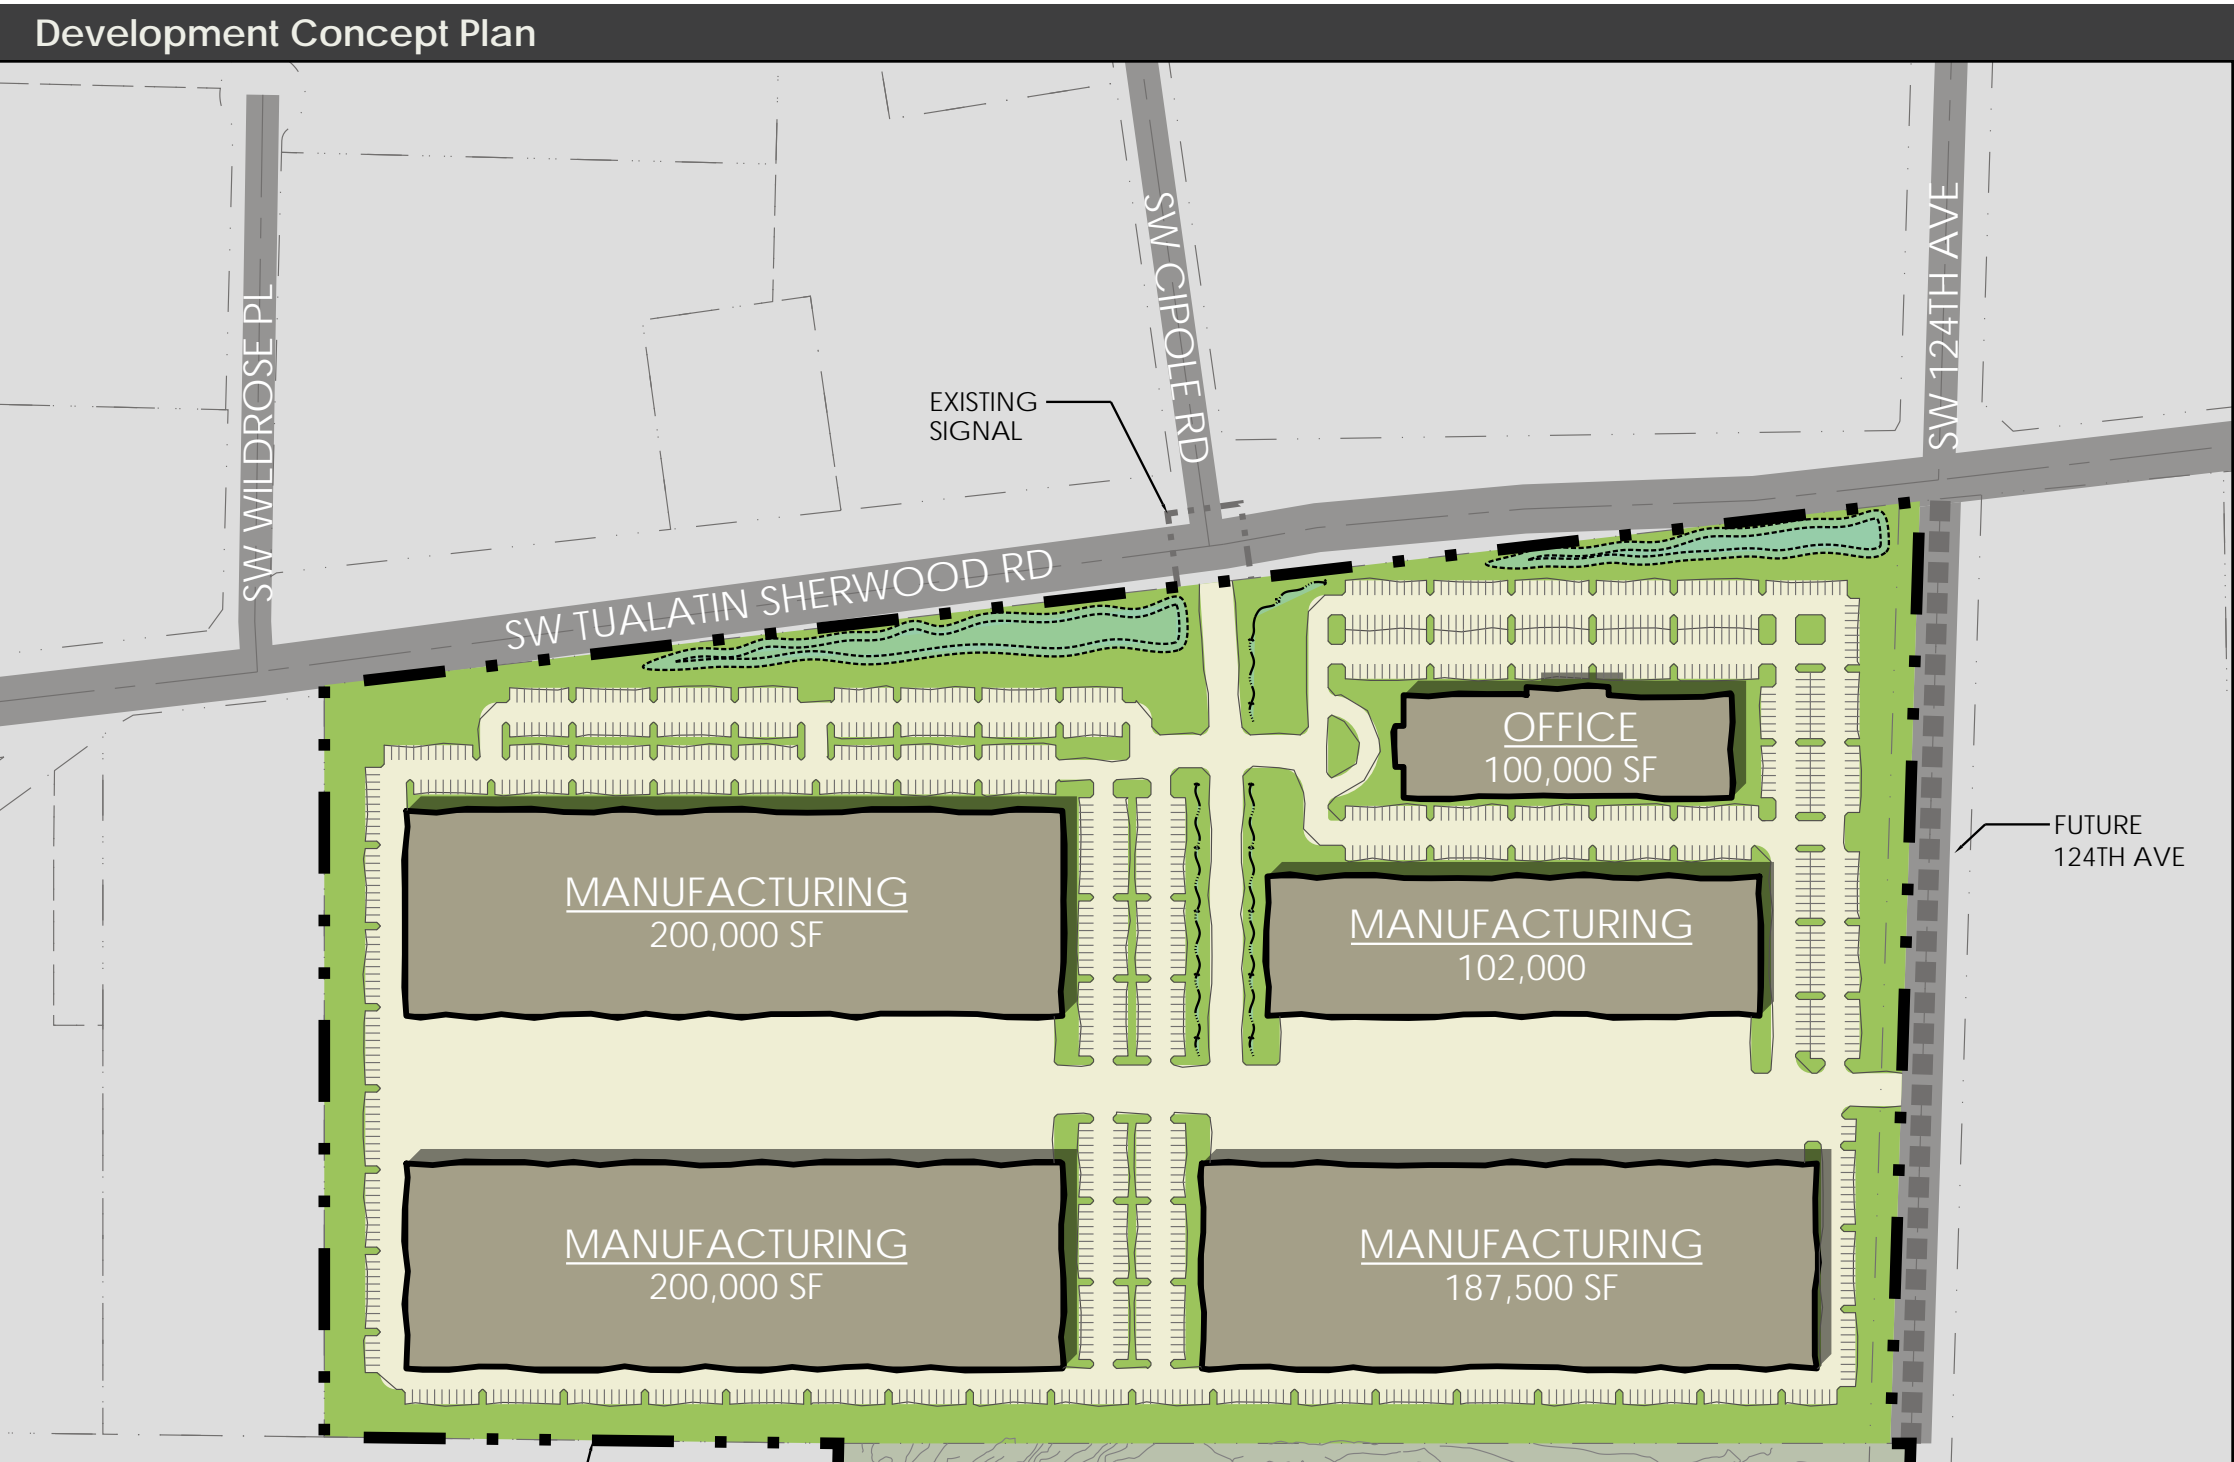 Development Concept Plan
SW WILDROSE PL
SW CIPOLE RD
SW 124TH AVE
EXISTING
SIGNAL
SW TUALATIN SHERWOOD RD
OFFICE
100,000 SF
FUTURE
124TH AVE
MANUFACTURING
200,000 SF
MANUFACTURING
102,000
MANUFACTURING
200,000 SF
MANUFACTURING
187,500 SF